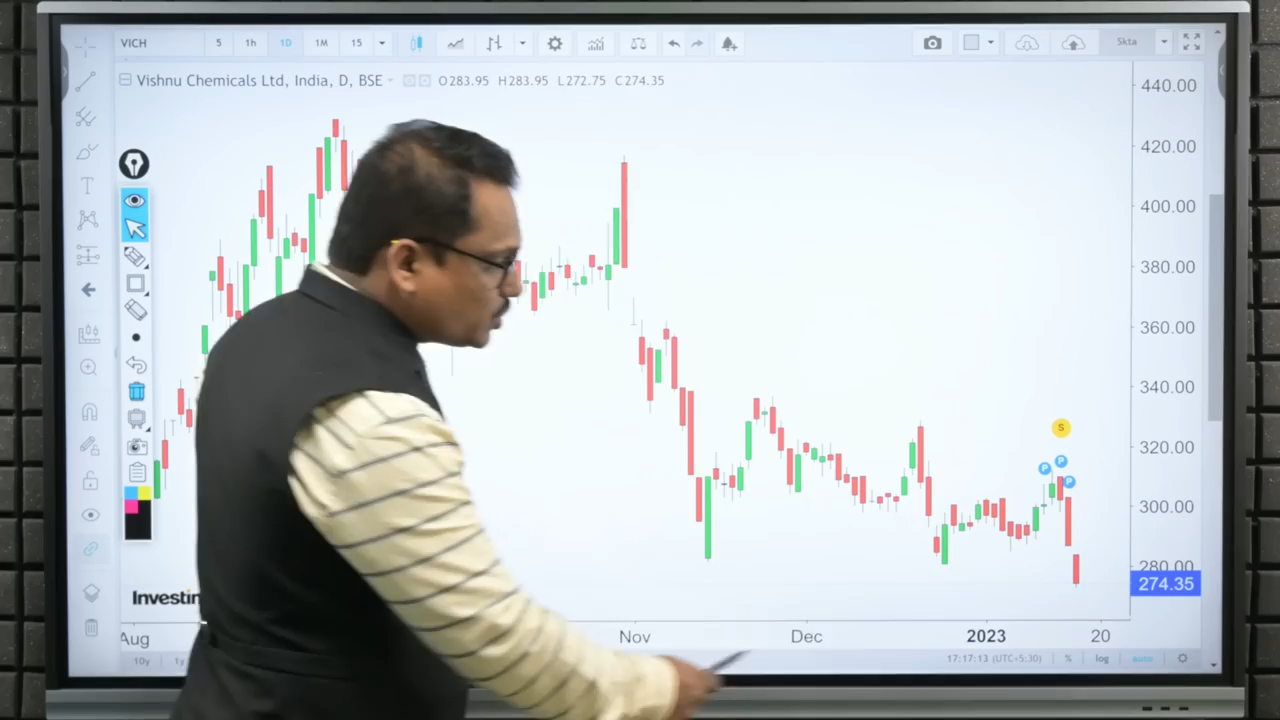 VICH 5 1h 1D 1M 15 5kta
Vishnu Chemicals Ltd, India, D, BSE O283.95 H283.95 L272.75 C274.35
440.00
420.00
400.00
380.00
360.00
340.00
320.00
300.00
280.00
274.35
T
S
P P P
Investin
Aug Nov Dec 2023 20
10y 1y 17:17:13 (UTC+5:30) % log auto